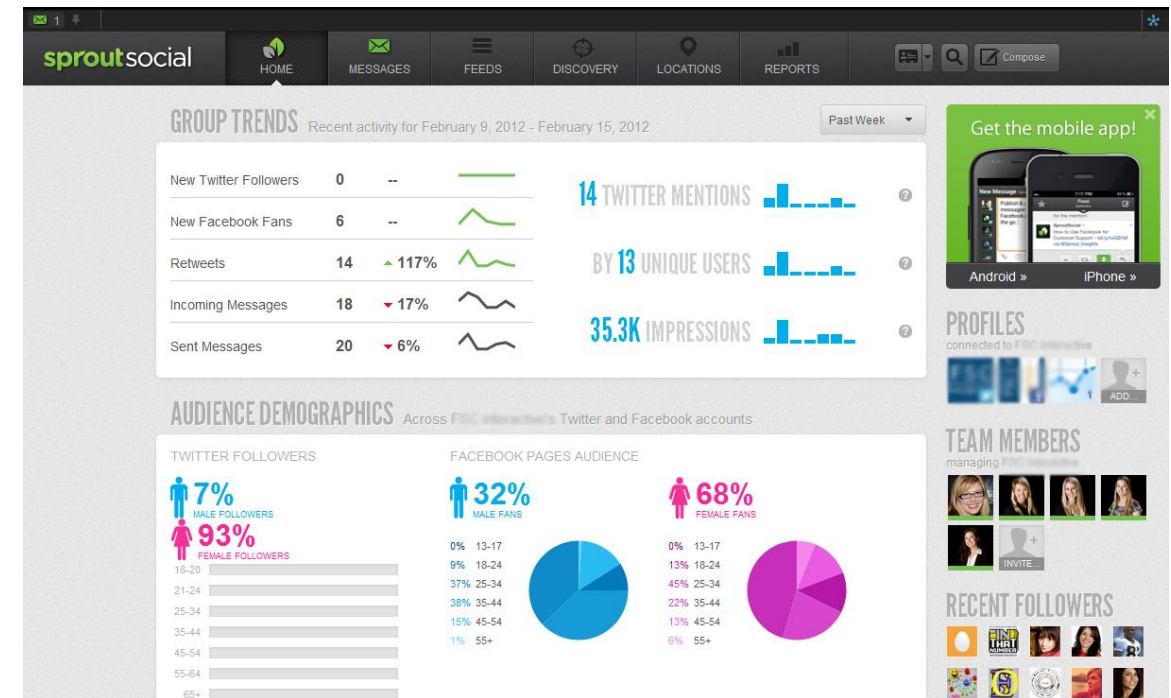 1
sproutsocial
HOME
MESSAGES
FEEDS
DISCOVERY
LOCATIONS
REPORTS
Compose
GROUP TRENDS Recent activity for February 9, 2012 - February 15, 2012
Past Week
New Twitter Followers 0 --
New Facebook Fans 6 --
Retweets 14 117%
Incoming Messages 18 17%
Sent Messages 20 6%
14 TWITTER MENTIONS ?
BY 13 UNIQUE USERS ?
35.3K IMPRESSIONS ?
AUDIENCE DEMOGRAPHICS Across Twitter and Facebook accounts
TWITTER FOLLOWERS
7%
MALE FOLLOWERS
93%
FEMALE FOLLOWERS
18-20
21-24
25-34
35-44
45-54
55-64
65+
FACEBOOK PAGES AUDIENCE
32%
MALE FANS
0% 13-17
9% 18-24
37% 25-34
38% 35-44
15% 45-54
1% 55+
68%
FEMALE FANS
0% 13-17
13% 18-24
45% 25-34
22% 35-44
13% 45-54
6% 55+
Get the mobile app!
New Message
Android »
iPhone »
PROFILES
connected to
FSC
1
ADD...
TEAM MEMBERS
managing
INVITE...
RECENT FOLLOWERS
FIND
THAT
NUMBER